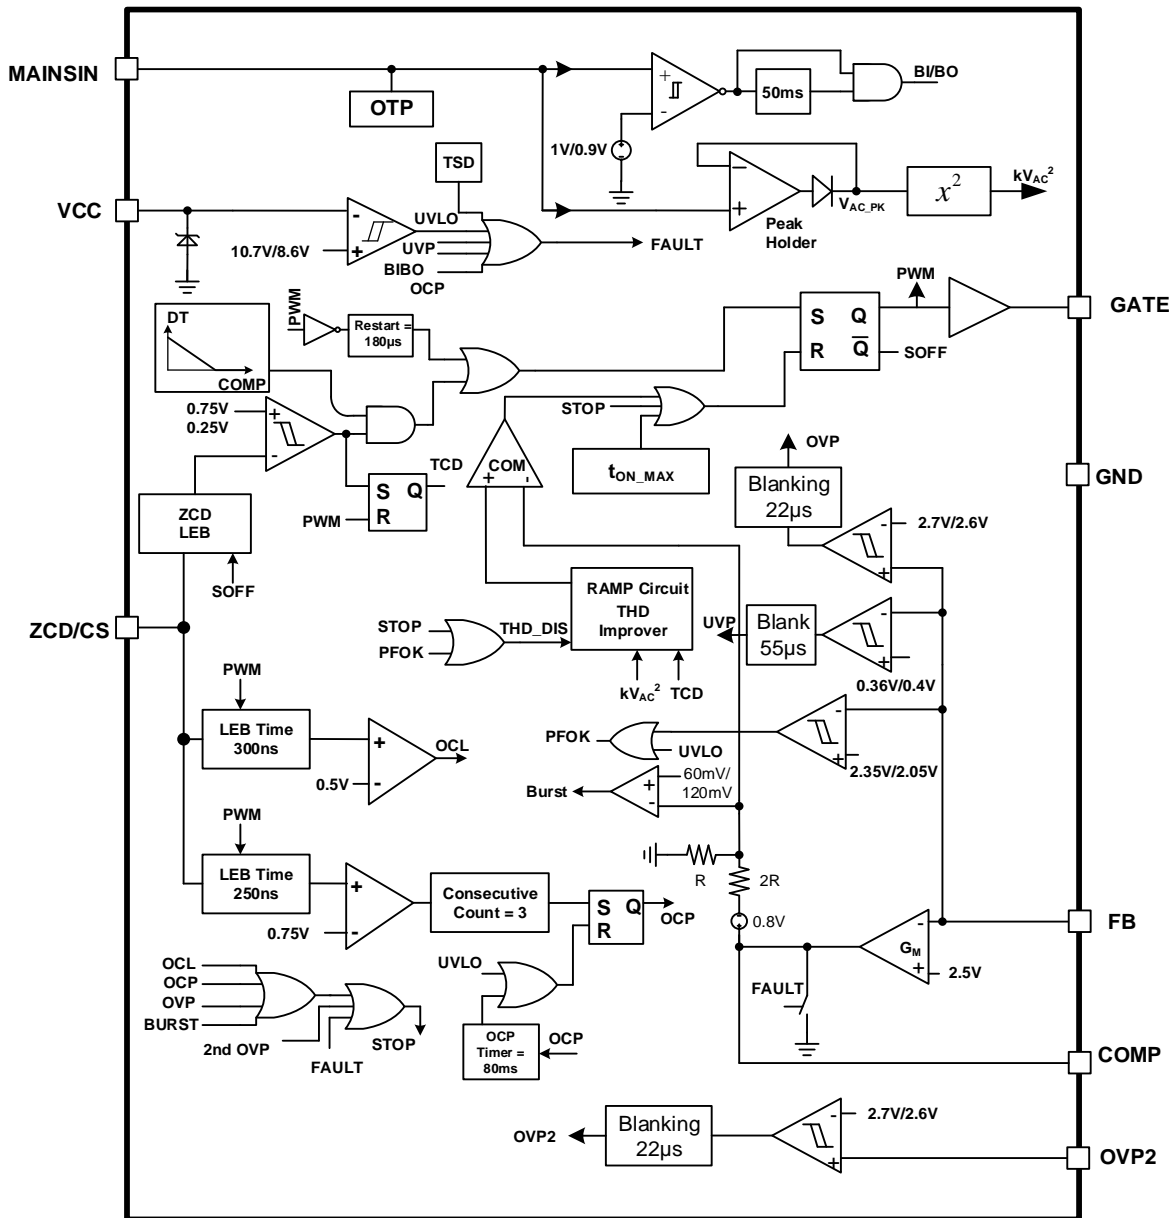 MAINSIN
OTP
+
-
1V/0.9V
50ms
BI/BO
TSD
VCC
10.7V/8.6V
-
+
UVLO
UVP
BIBO
OCP
FAULT
−
+
Peak
Holder
V_AC_PK
x²
kV_AC²
PWM
GATE
DT
COMP
PWM
Restart =
180µs
S Q
R Q̅
SOFF
0.75V
0.25V
+
-
STOP
t_ON_MAX
COM
+
-
TCD
S Q
R
PWM
ZCD
LEB
SOFF
OVP
Blanking
22µs
2.7V/2.6V
-
+
GND
ZCD/CS
STOP
PFOK
THD_DIS
RAMP Circuit
THD
Improver
kV_AC²
TCD
UVP
Blank
55µs
-
+
0.36V/0.4V
PWM
LEB Time
300ns
+
-
0.5V
OCL
PFOK
UVLO
-
+
2.35V/2.05V
Burst
+
-
60mV/
120mV
R
2R
0.8V
PWM
LEB Time
250ns
+
-
0.75V
Consecutive
Count = 3
S Q
R
OCP
G_M
-
+
2.5V
FB
FAULT
OCL
OCP
OVP
BURST
2nd OVP
FAULT
STOP
UVLO
OCP
Timer =
80ms
OCP
COMP
OVP2
Blanking
22µs
-
+
2.7V/2.6V
OVP2